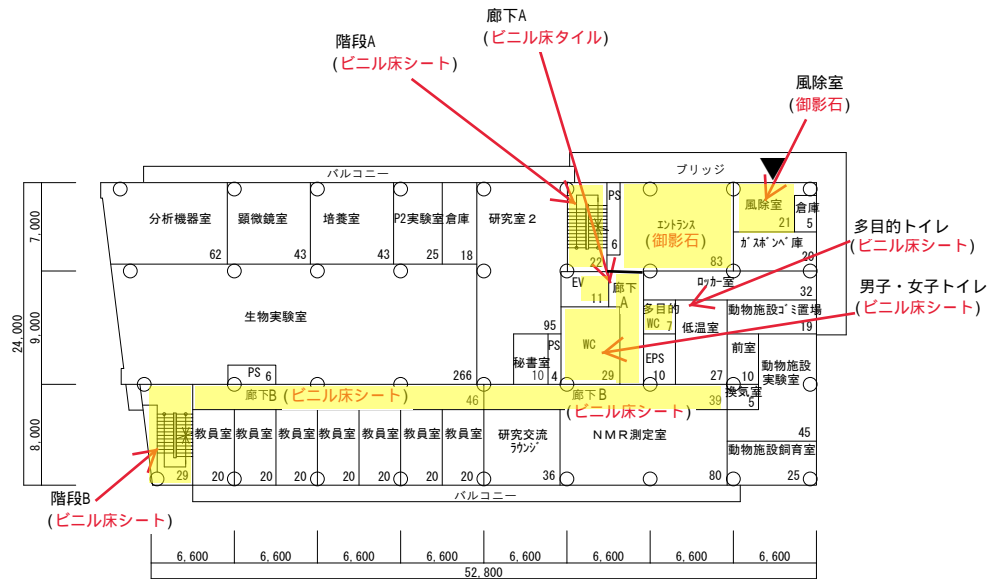 廊下A
(ビニル床タイル)
階段A
(ビニル床シート)
風除室
(御影石)
ブリッジ
バルコニー
7,000
9,000
8,000
24,000
分析機器室
62
顕微鏡室
43
培養室
43
P2実験室
25
倉庫
18
研究室2
22
PS
6
エントランス
(御影石)
83
風除室
21
倉庫
5
ガスボンベ庫
20
多目的トイレ
(ビニル床シート)
男子・女子トイレ
(ビニル床シート)
生物実験室
266
PS
6
95
秘書室
10
PS
4
EV
11
廊下
A
WC
29
多目的
WC
7
EPS
10
ロッカー室
32
低温室
27
動物施設ゴミ置場
19
前室
10
動物施設
実験室
45
換気室
5
廊下B (ビニル床シート)
46
廊下B
(ビニル床シート)
39
29
教員室
20
教員室
20
教員室
20
教員室
20
教員室
20
教員室
20
教員室
20
研究交流
ラウンジ
36
NMR測定室
80
動物施設飼育室
25
階段B
(ビニル床シート)
バルコニー
6,600
6,600
6,600
6,600
6,600
6,600
6,600
6,600
52,800